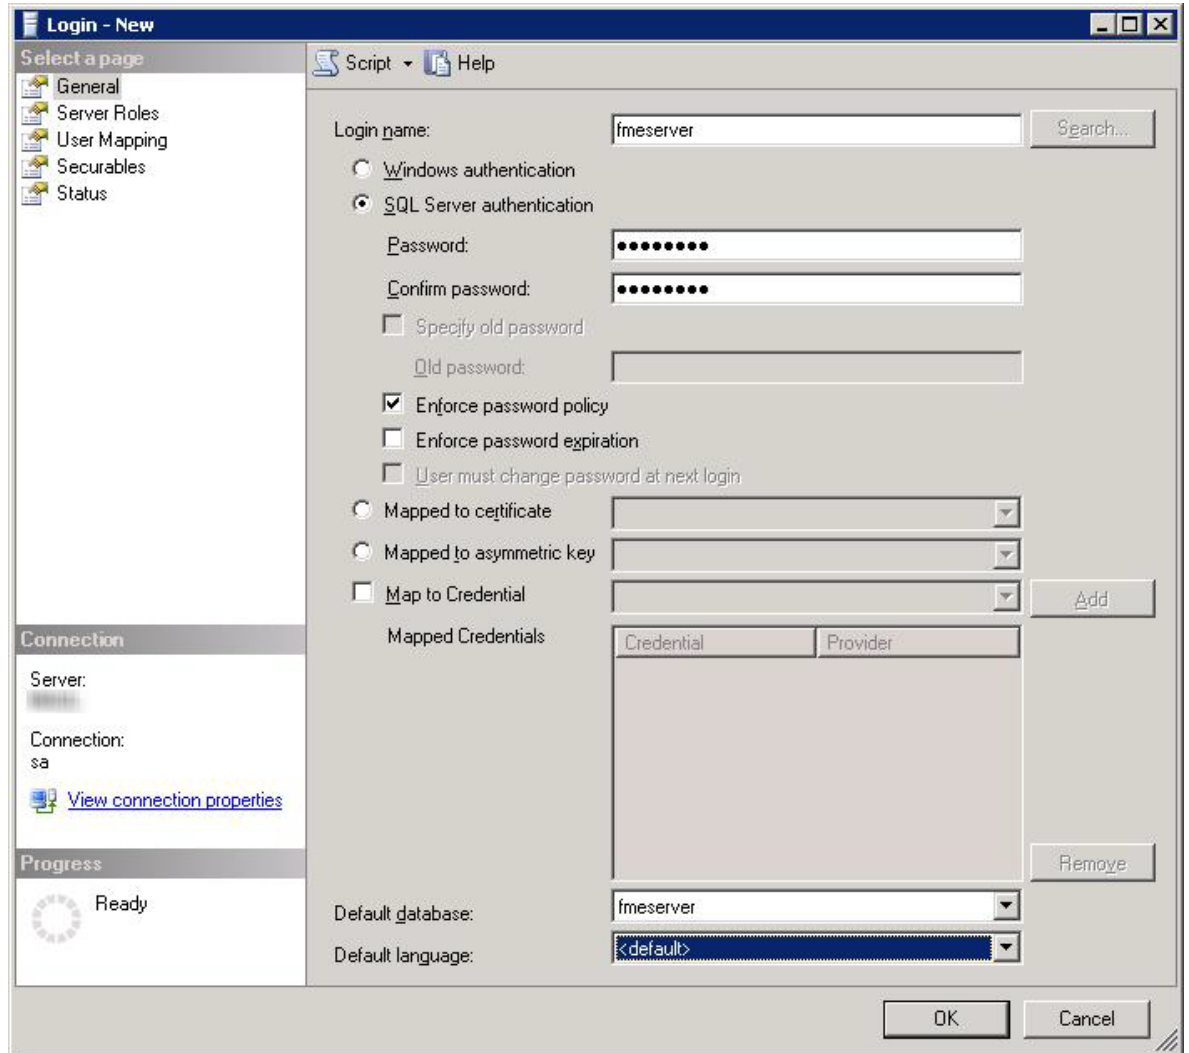 Login - New
Select a page
General
Server Roles
User Mapping
Securables
Status
Connection
Server:
Connection:
sa
View connection properties
Progress
Ready
Script
Help
Login name:
fmeserver
Search...
Windows authentication
SQL Server authentication
Password:
●●●●●●●●
Confirm password:
●●●●●●●●
Specify old password
Old password:
Enforce password policy
Enforce password expiration
User must change password at next login
Mapped to certificate
Mapped to asymmetric key
Map to Credential
Add
Mapped Credentials
Credential Provider
Remove
Default database:
fmeserver
Default language:
<default>
OK
Cancel